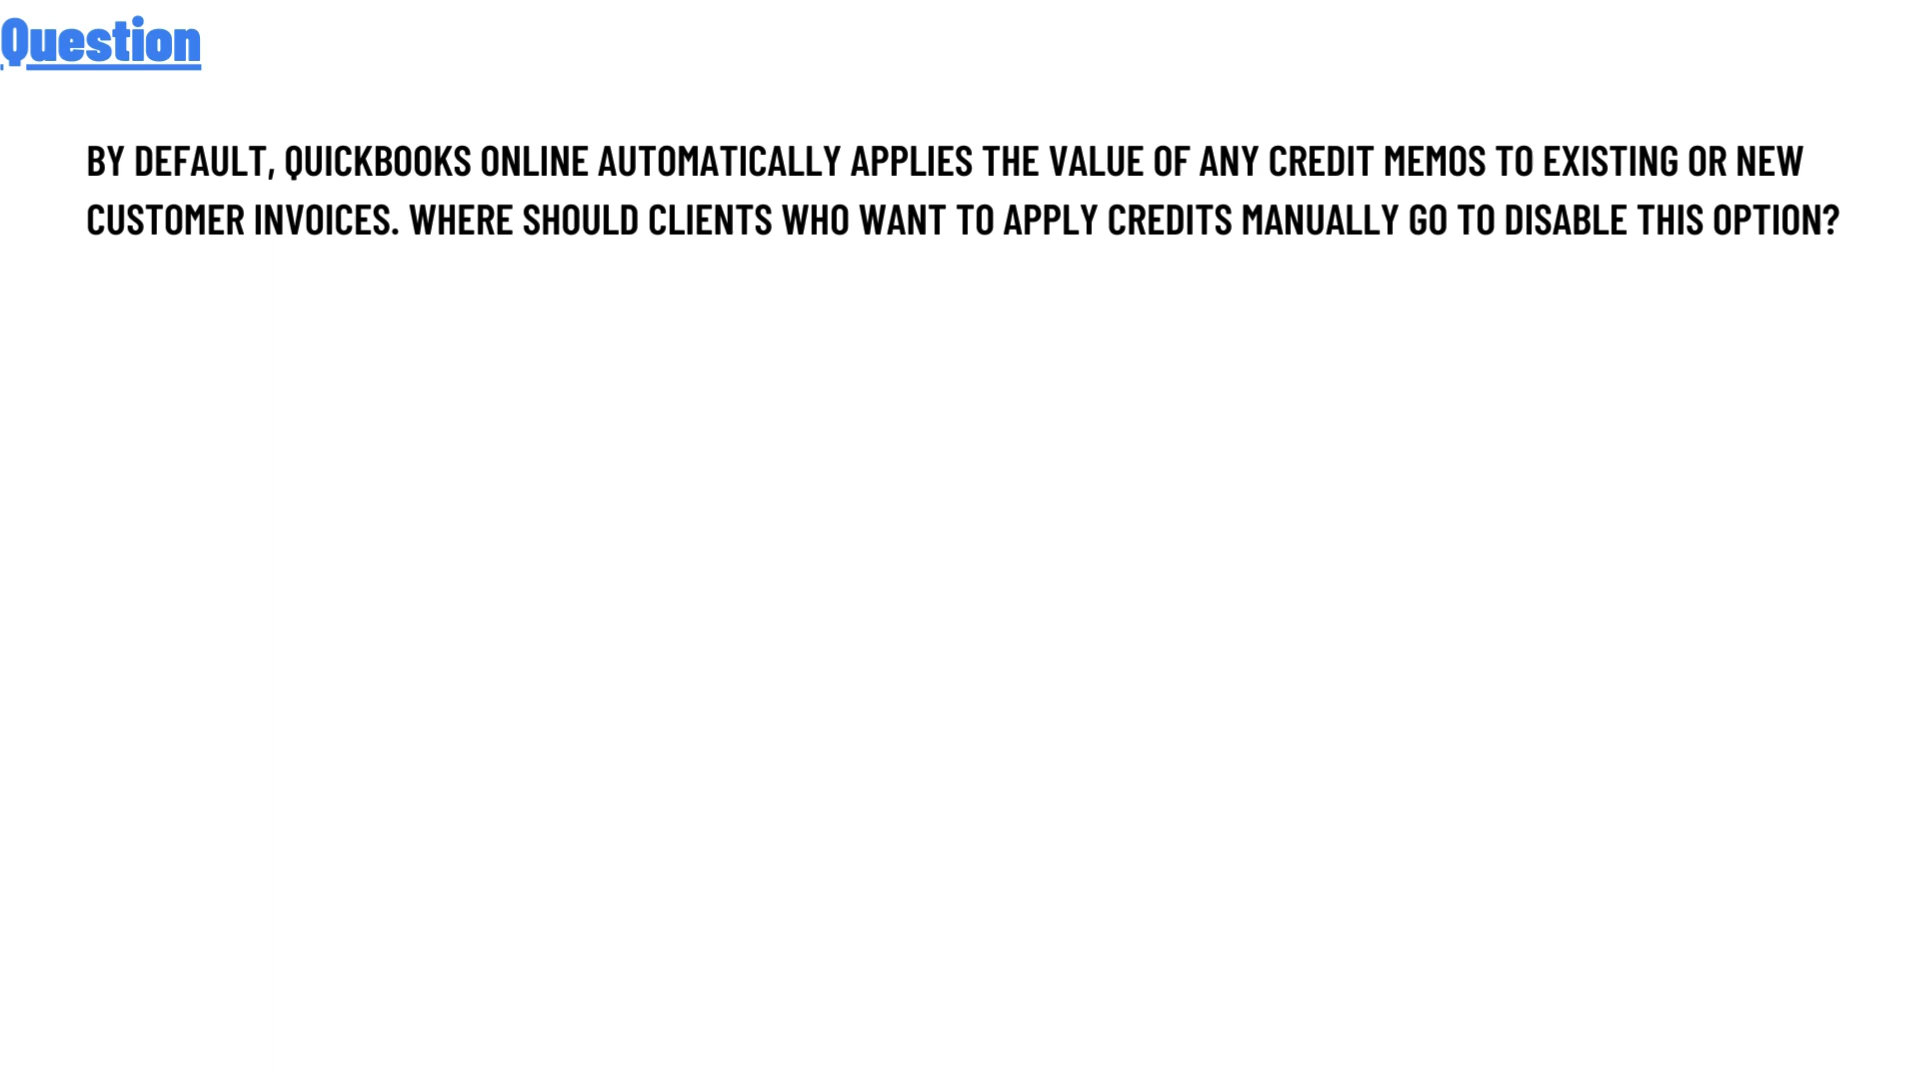 Question
BY DEFAULT, QUICKBOOKS ONLINE AUTOMATICALLY APPLIES THE VALUE OF ANY CREDIT MEMOS TO EXISTING OR NEW
CUSTOMER INVOICES. WHERE SHOULD CLIENTS WHO WANT TO APPLY CREDITS MANUALLY GO TO DISABLE THIS OPTION?